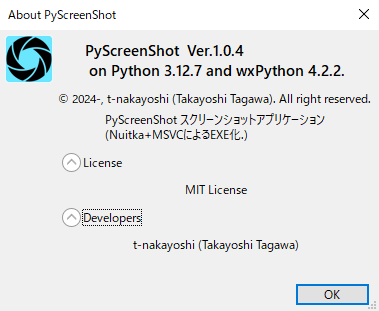 About PyScreenShot
PyScreenShot Ver.1.0.4
on Python 3.12.7 and wxPython 4.2.2.
© 2024-, t-nakayoshi (Takayoshi Tagawa). All right reserved.
PyScreenShot スクリーンショットアプリケーション
(Nuitka+MSVCによるEXE化.)
License
MIT License
Developers
t-nakayoshi (Takayoshi Tagawa)
OK